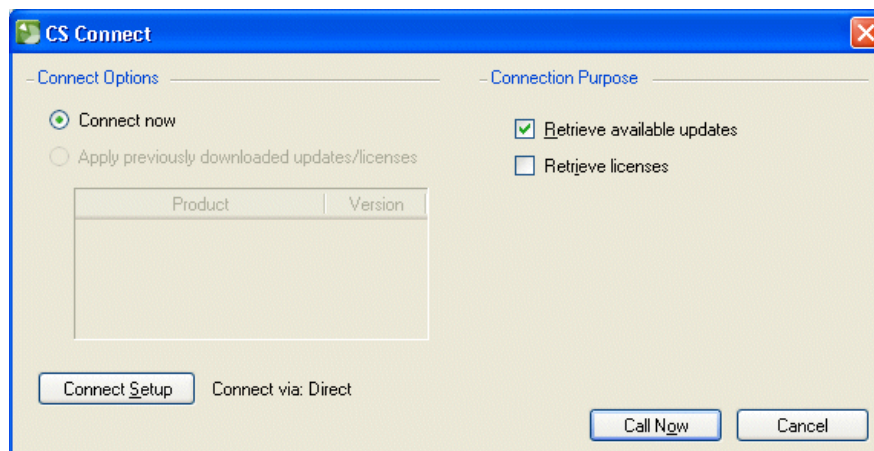 CS Connect
Connect Options
Connect now
Apply previously downloaded updates/licenses
Product Version
Connect Setup Connect via: Direct
Connection Purpose
Retrieve available updates
Retrieve licenses
Call Now Cancel